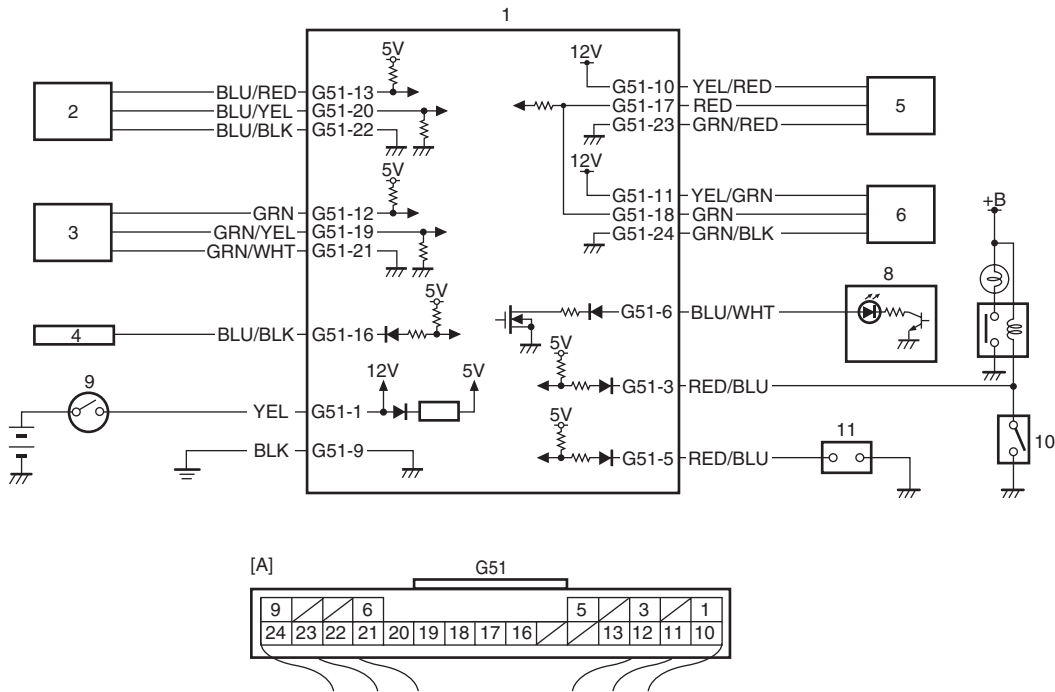 1
5V
12V
2
BLU/RED G51-13
BLU/YEL G51-20
BLU/BLK G51-22
G51-10 YEL/RED
G51-17 RED
G51-23 GRN/RED
5
5V
12V
3
GRN G51-12
GRN/YEL G51-19
GRN/WHT G51-21
G51-11 YEL/GRN
G51-18 GRN
G51-24 GRN/BLK
6
+B
8
5V
4
BLU/BLK G51-16
G51-6 BLU/WHT
5V
9
12V
5V
YEL G51-1
G51-3 RED/BLU
5V
BLK G51-9
G51-5 RED/BLU
11
10
[A]
G51
9 6 5 3 1
24 23 22 21 20 19 18 17 16 13 12 11 10